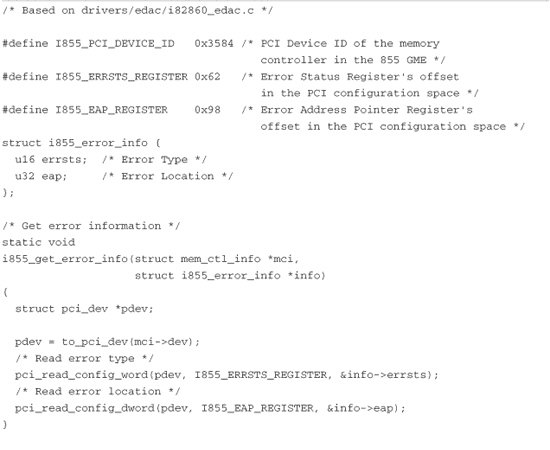 /* Based on drivers/edac/i82860_edac.c */
#define I855_PCI_DEVICE_ID   0x3584 /* PCI Device ID of the memory
                                       controller in the 855 GME */
#define I855_ERRSTS_REGISTER 0x62   /* Error Status Register's offset
                                       in the PCI configuration space */
#define I855_EAP_REGISTER    0x98   /* Error Address Pointer Register's
                                       offset in the PCI configuration space */
struct i855_error_info {
  u16 errsts;  /* Error Type */
  u32 eap;     /* Error Location */
};
/* Get error information */
static void
i855_get_error_info(struct mem_ctl_info *mci,
                    struct i855_error_info *info)
{
  struct pci_dev *pdev;
  pdev = to_pci_dev(mci->dev);
  /* Read error type */
  pci_read_config_word(pdev, I855_ERRSTS_REGISTER, &info->errsts);
  /* Read error location */
  pci_read_config_dword(pdev, I855_EAP_REGISTER, &info->eap);
}